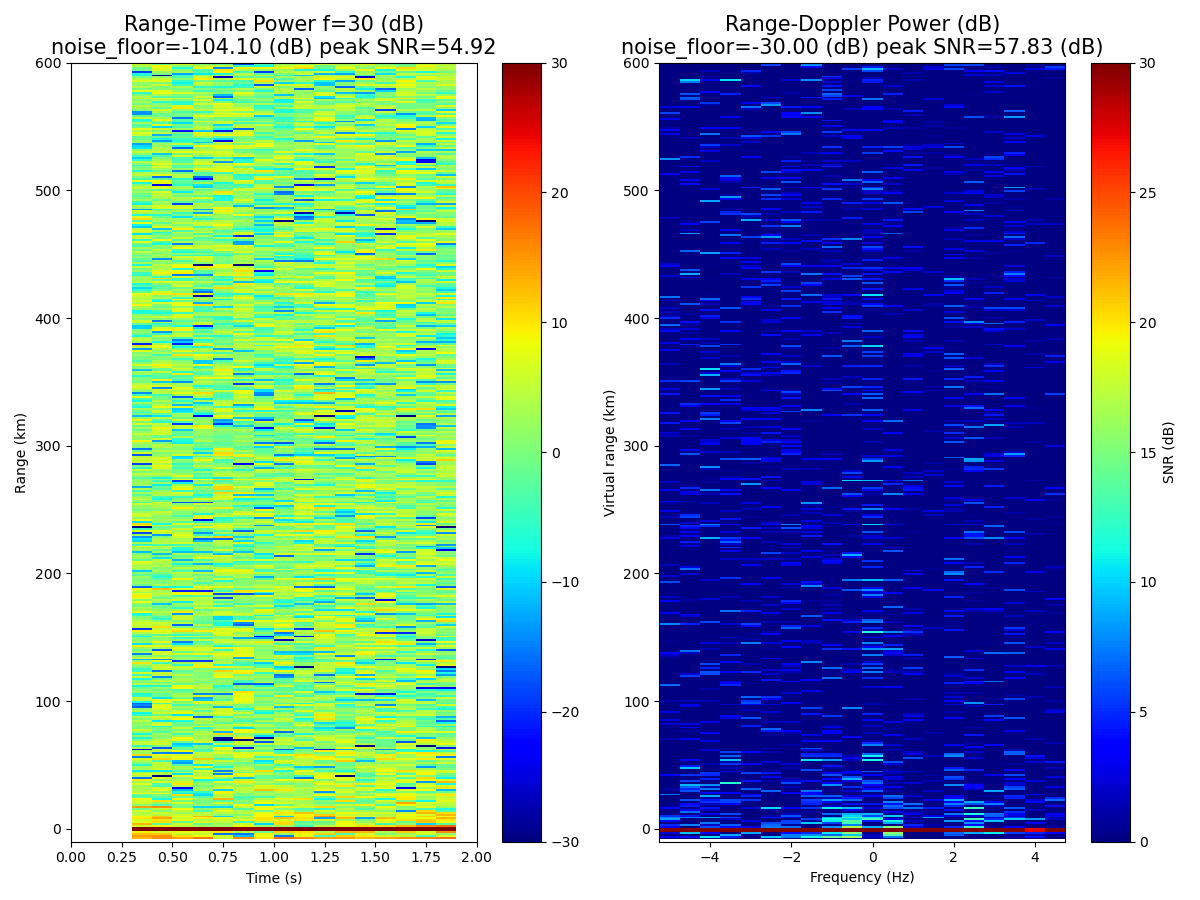 Range-Time Power f=30 (dB)
noise_floor=-104.10 (dB) peak SNR=54.92
600
500
400
300
200
100
0
Range (km)
0.00 0.25 0.50 0.75 1.00 1.25 1.50 1.75 2.00
Time (s)
30
20
10
0
−10
−20
−30
Range-Doppler Power (dB)
noise_floor=-30.00 (dB) peak SNR=57.83 (dB)
600
500
400
300
200
100
0
Virtual range (km)
−4 −2 0 2 4
Frequency (Hz)
30
25
20
15
10
5
0
SNR (dB)